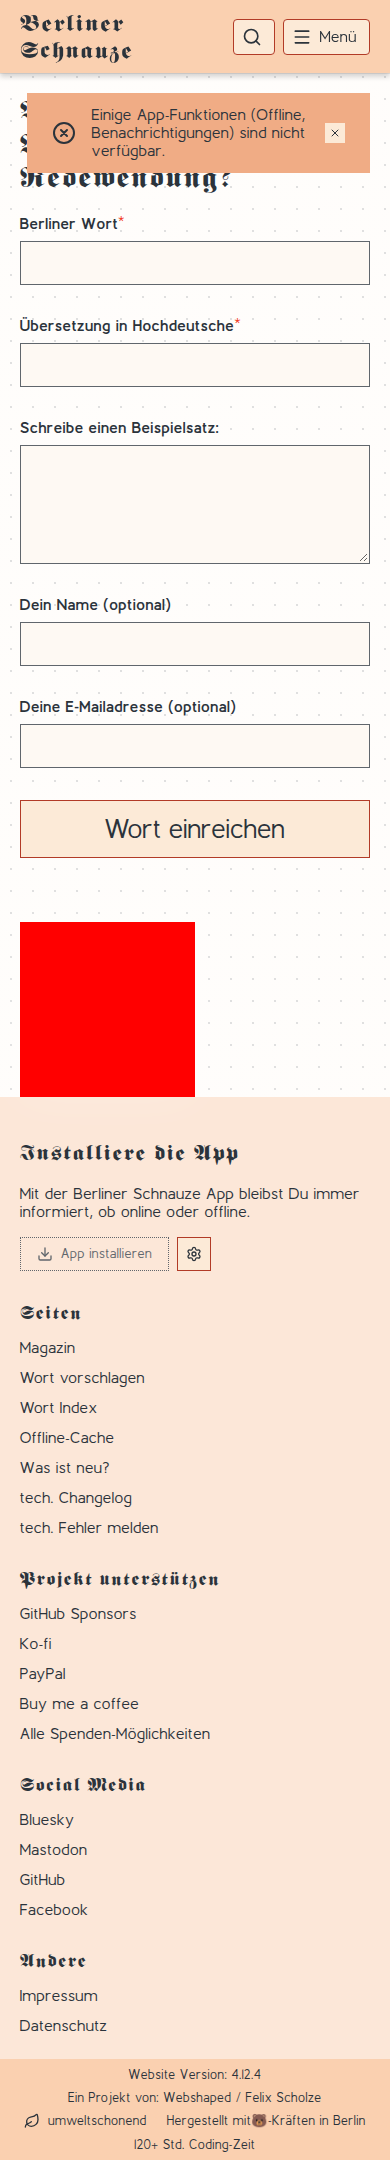 Berliner
Schnauze
Menü
Einige App-Funktionen (Offline,
Benachrichtigungen) sind nicht
verfügbar.
Redewendung?
Berliner Wort*
Übersetzung in Hochdeutsche*
Schreibe einen Beispielsatz:
Dein Name (optional)
Deine E-Mailadresse (optional)
Wort einreichen
Installiere die App
Mit der Berliner Schnauze App bleibst Du immer
informiert, ob online oder offline.
App installieren
Seiten
Magazin
Wort vorschlagen
Wort Index
Offline-Cache
Was ist neu?
tech. Changelog
tech. Fehler melden
Projekt unterstützen
GitHub Sponsors
Ko-fi
PayPal
Buy me a coffee
Alle Spenden-Möglichkeiten
Social Media
Bluesky
Mastodon
GitHub
Facebook
Andere
Impressum
Datenschutz
Website Version: 4.12.4
Ein Projekt von: Webshaped / Felix Scholze
umweltschonend Hergestellt mit🐻-Kräften in Berlin
120+ Std. Coding-Zeit